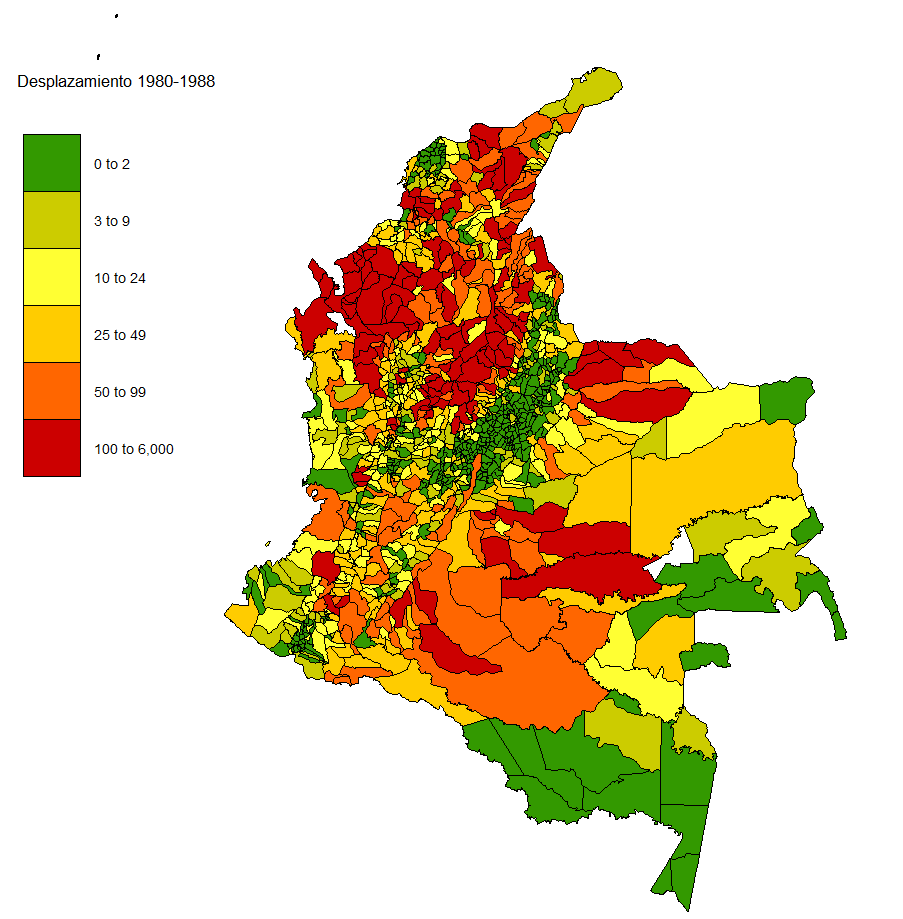 Desplazamiento 1980-1988
0 to 2
3 to 9
10 to 24
25 to 49
50 to 99
100 to 6,000